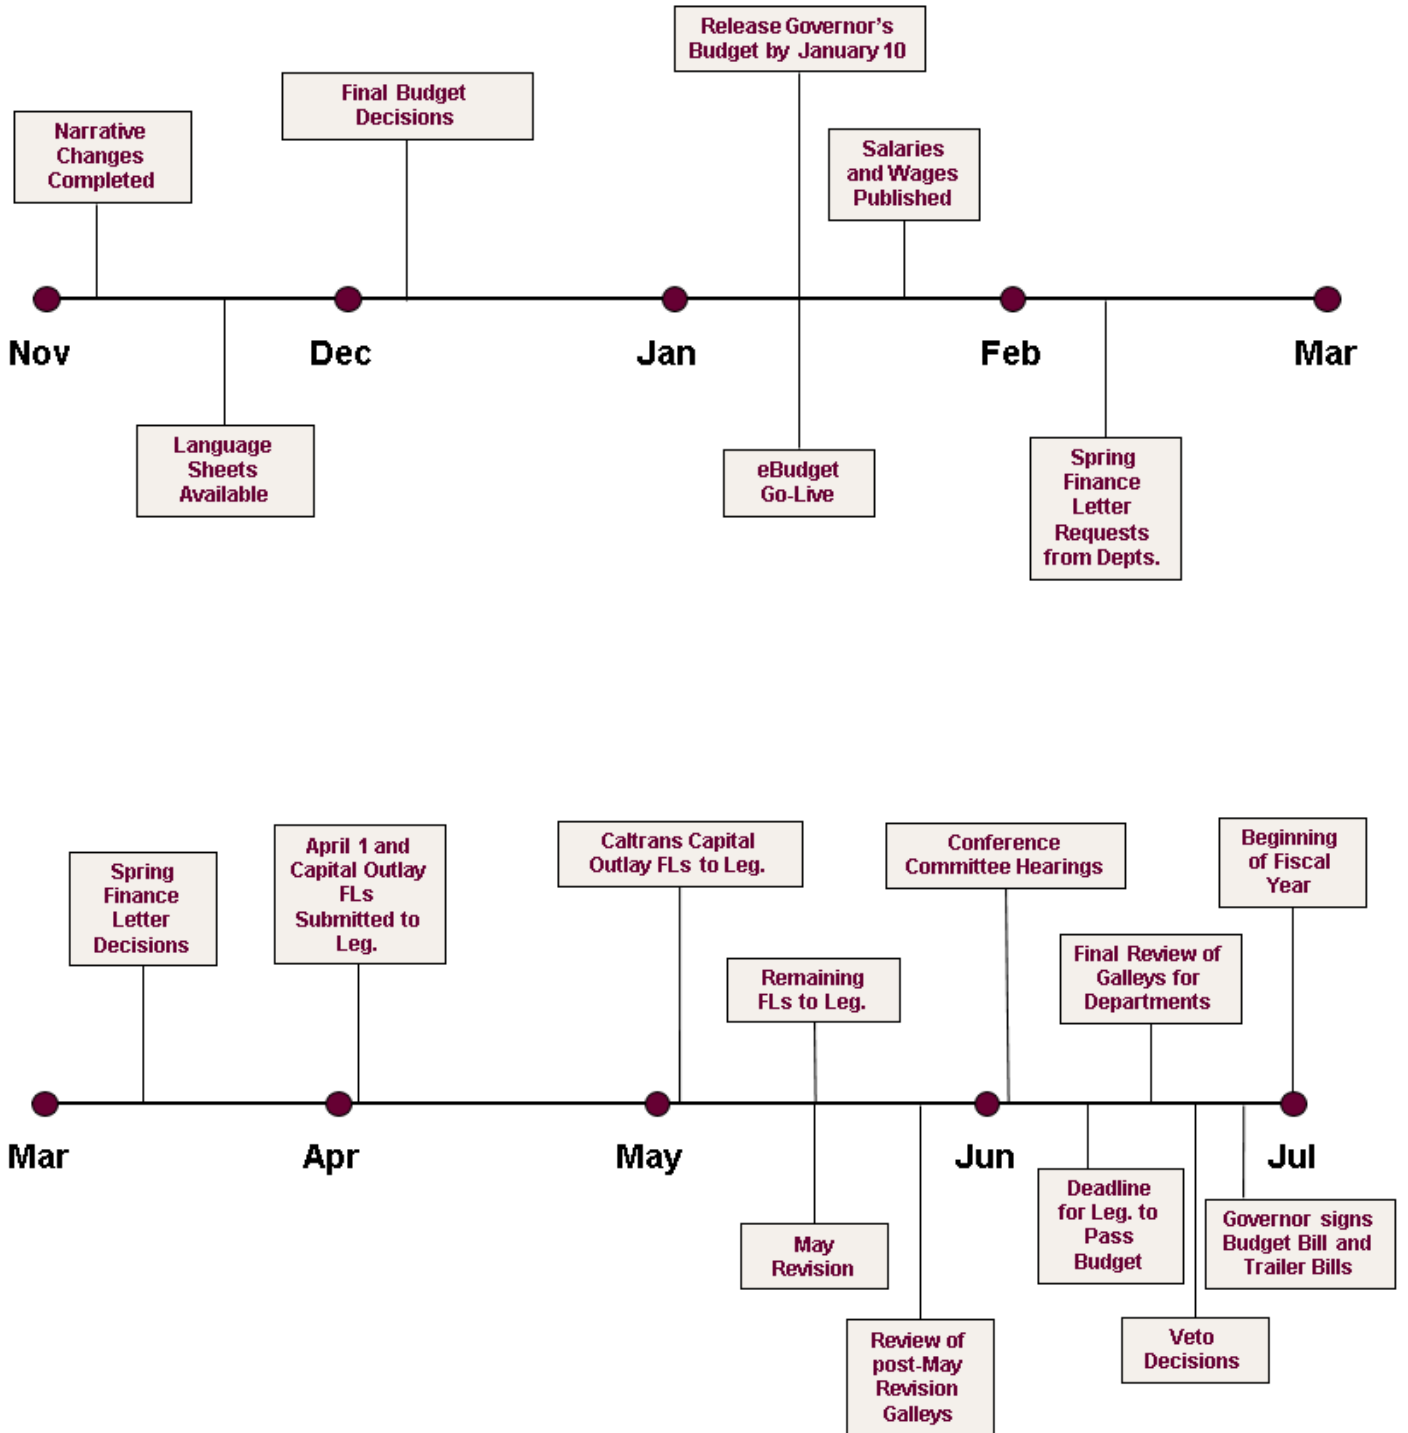 Release Governor's
Budget by January 10
Final Budget
Decisions
Narrative
Changes
Completed
Salaries
and Wages
Published
Nov
Dec
Jan
Feb
Mar
Language
Sheets
Available
eBudget
Go-Live
Spring
Finance
Letter
Requests
from Depts.
Spring
Finance
Letter
Decisions
April 1 and
Capital Outlay
FLs
Submitted to
Leg.
Caltrans Capital
Outlay FLs to Leg.
Remaining
FLs to Leg.
Conference
Committee Hearings
Final Review of
Galleys for
Departments
Beginning
of Fiscal
Year
Mar
Apr
May
Jun
Jul
May
Revision
Review of
post-May
Revision
Galleys
Deadline
for Leg. to
Pass
Budget
Veto
Decisions
Governor signs
Budget Bill and
Trailer Bills